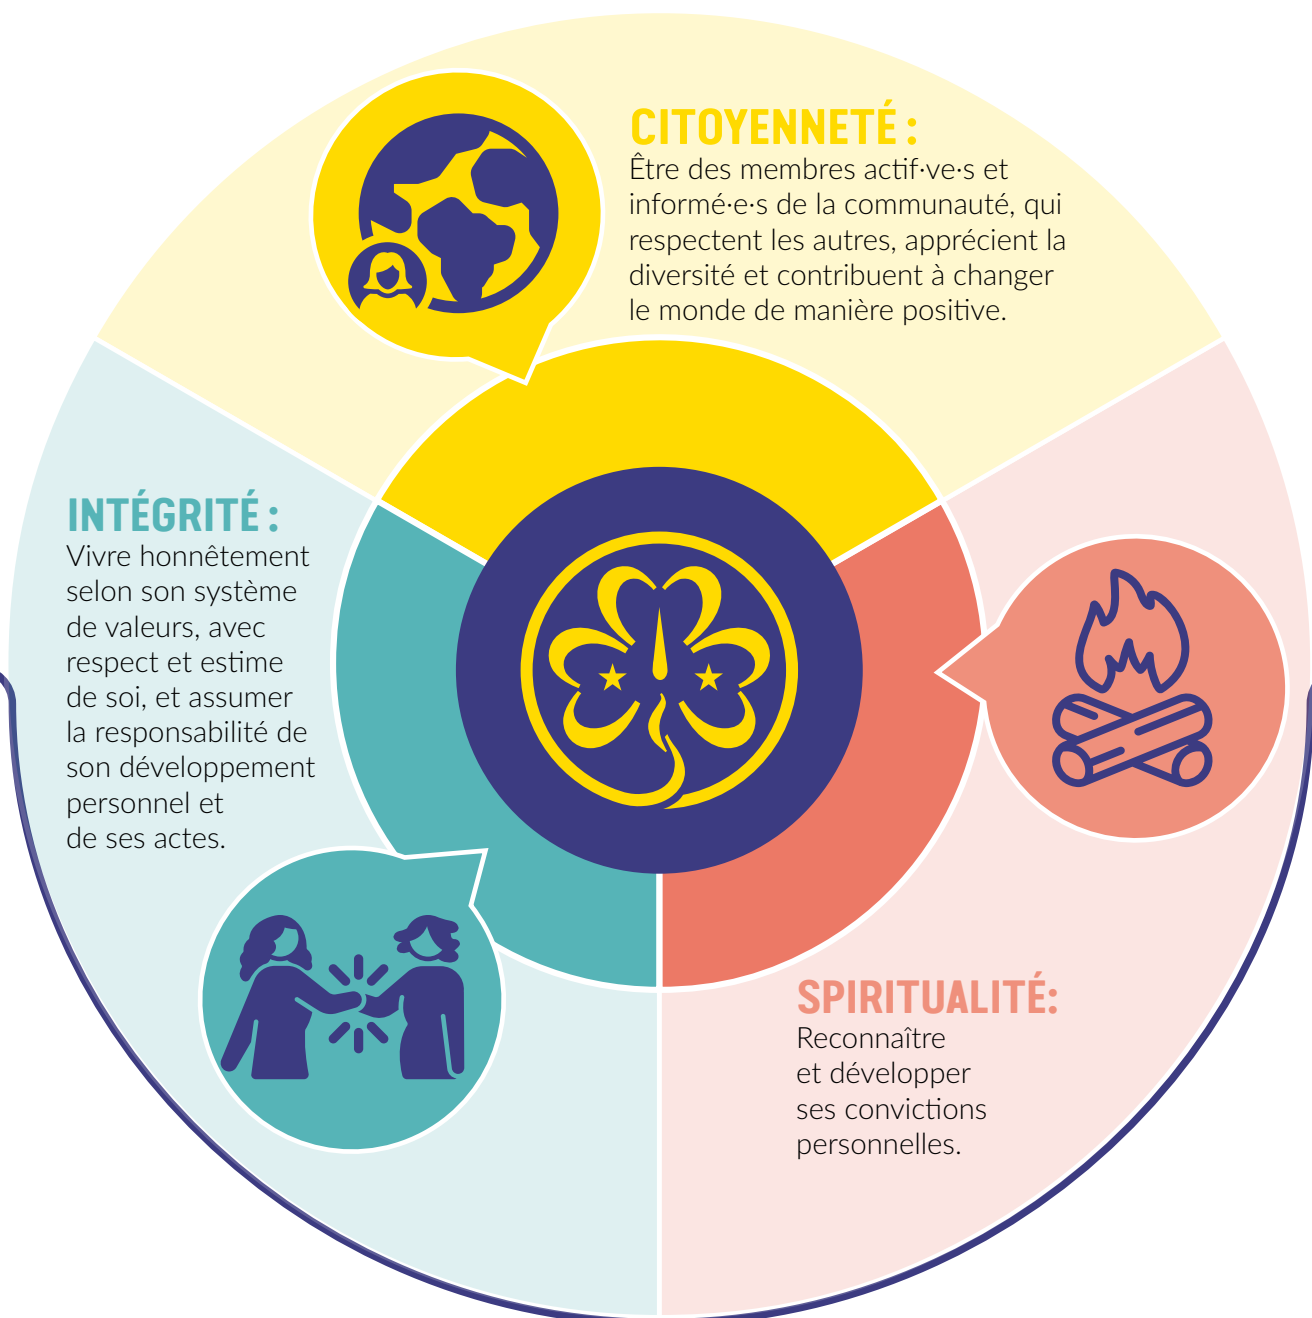 CITOYENNETÉ :
Être des membres actif·ve·s et
informé·e·s de la communauté, qui
respectent les autres, apprécient la
diversité et contribuent à changer
le monde de manière positive.
INTÉGRITÉ :
Vivre honnêtement
selon son système
de valeurs, avec
respect et estime
de soi, et assumer
la responsabilité de
son développement
personnel et
de ses actes.
SPIRITUALITÉ:
Reconnaître
et développer
ses convictions
personnelles.